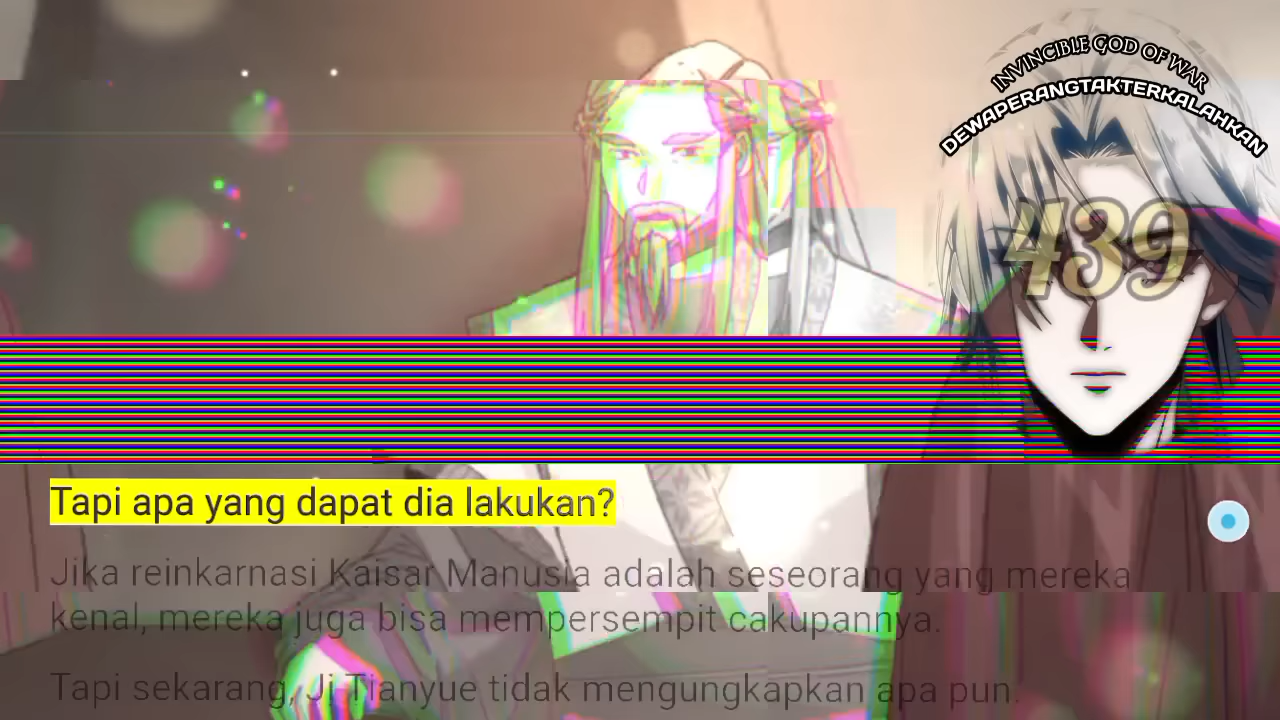 INVINCIBLE GOD OF WAR
DEWAPERANGTAKTERKALAHKAN
439
Tapi apa yang dapat dia lakukan?
Jika reinkarnasi Kaisar Manusia adalah seseorang yang mereka
kenal, mereka juga bisa mempersempit cakupannya.
Tapi sekarang, Ji Tianyue tidak mengungkapkan apa pun.